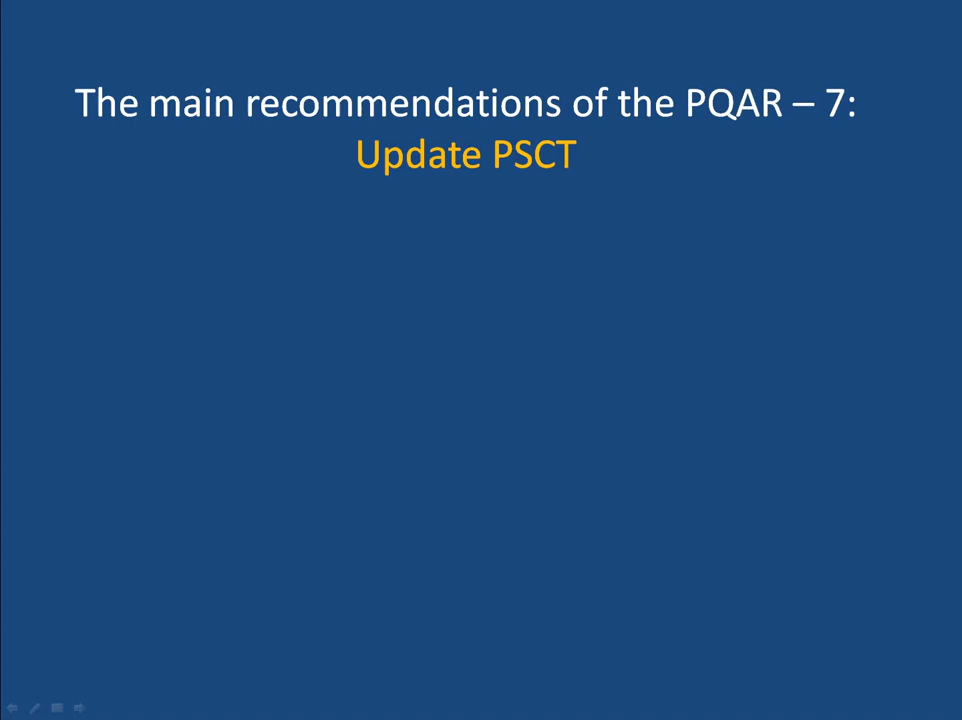 The main recommendations of the PQAR – 7:
Update PSCT